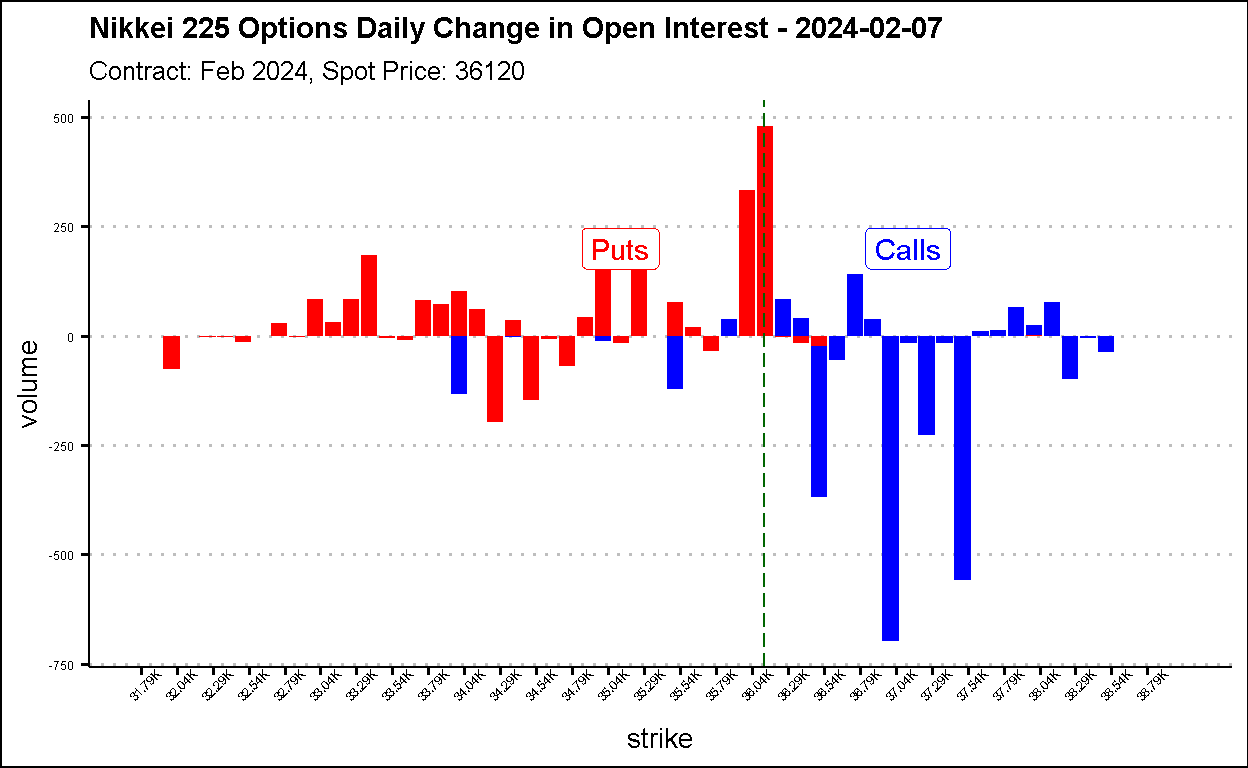 Nikkei 225 Options Daily Change in Open Interest - 2024-02-07
Contract: Feb 2024, Spot Price: 36120
500
250
0
-250
-500
-750
volume
Puts
Calls
31.79K
32.04K
32.29K
32.54K
32.79K
33.04K
33.29K
33.54K
33.79K
34.04K
34.29K
34.54K
34.79K
35.04K
35.29K
35.54K
35.79K
36.04K
36.29K
36.54K
36.79K
37.04K
37.29K
37.54K
37.79K
38.04K
38.29K
38.54K
38.79K
strike